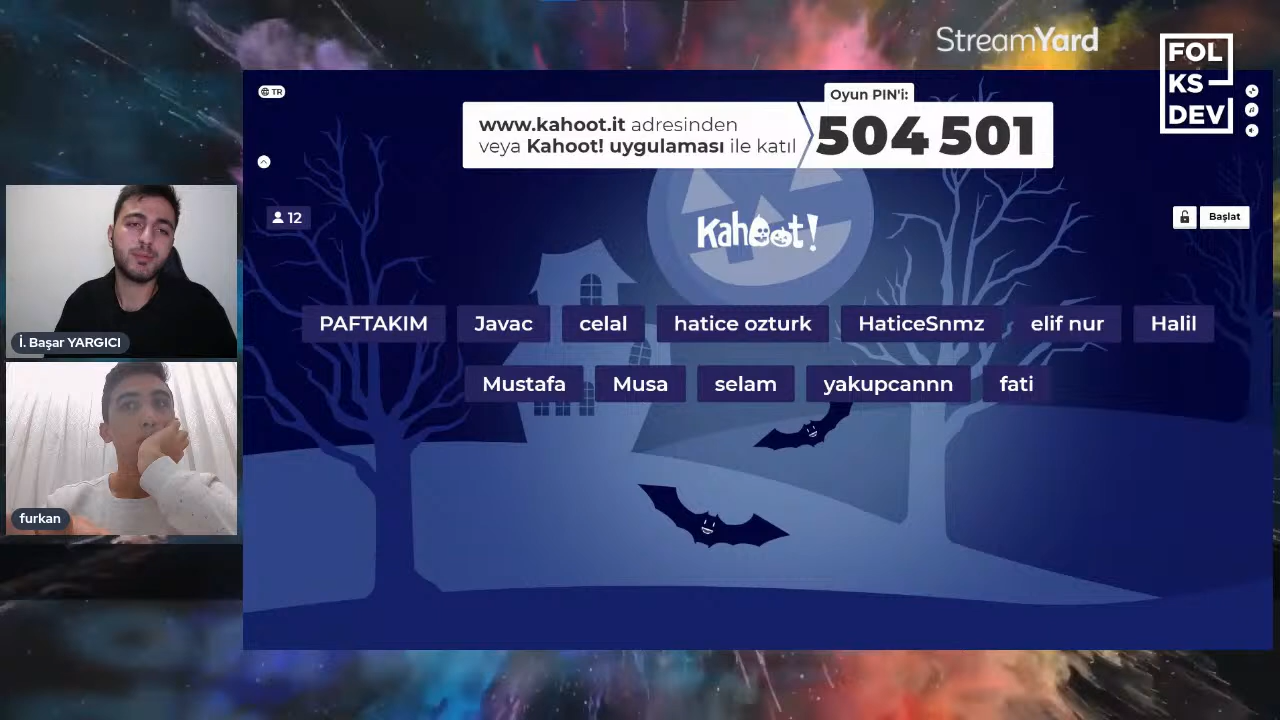 StreamYard
FOL
KS
DEV
TR
Oyun PIN'i:
www.kahoot.it adresinden
veya Kahoot! uygulaması ile katıl
504 501
12
Kahoot!
Başlat
PAFTAKIM Javac celal hatice ozturk HaticeSnmz elif nur Halil
Mustafa Musa selam yakupcannn fati
İ. Başar YARGICI
furkan